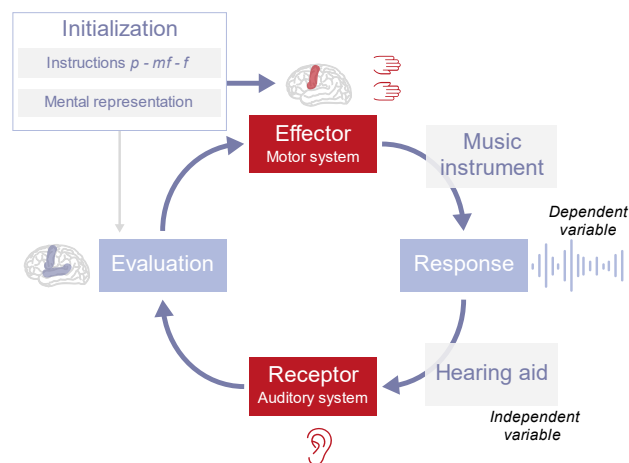 Initialization
Instructions p - mf - f
Mental representation
Effector
Motor system
Music
instrument
Dependent
variable
Evaluation
Response
Receptor
Auditory system
Hearing aid
Independent
variable